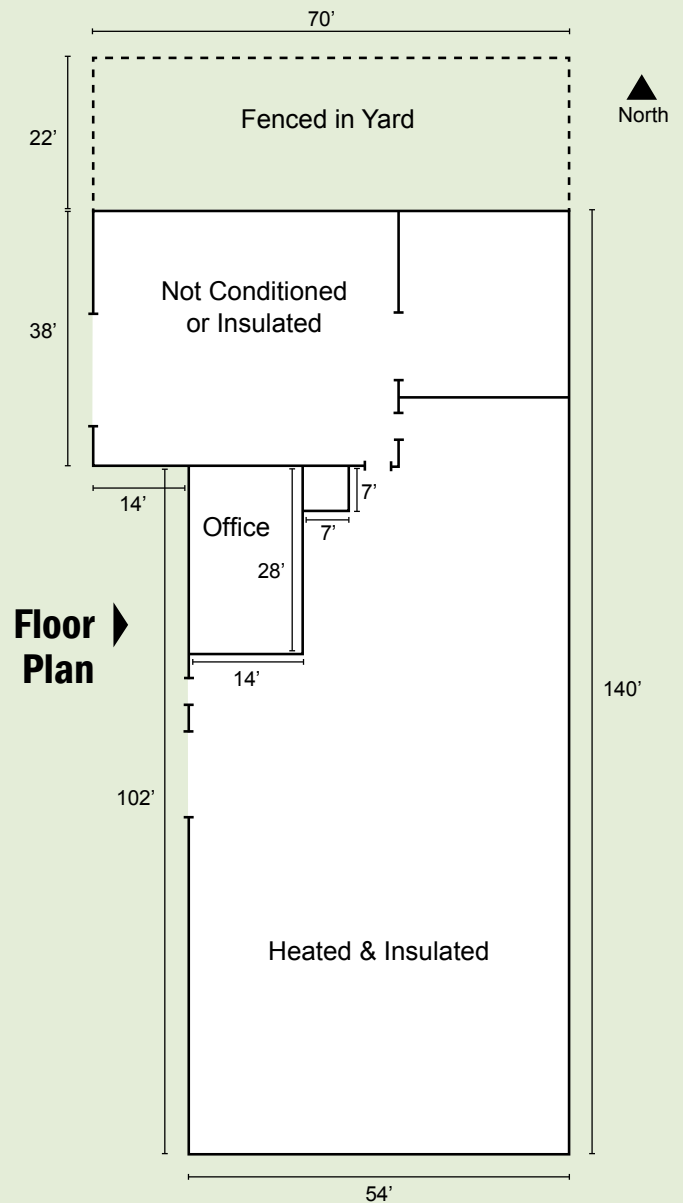 70’
22’
Fenced in Yard
North
Not Conditioned
or Insulated
38’
14’
7’
7’
Office
28’
14’
Floor
Plan
140’
102’
Heated & Insulated
54’